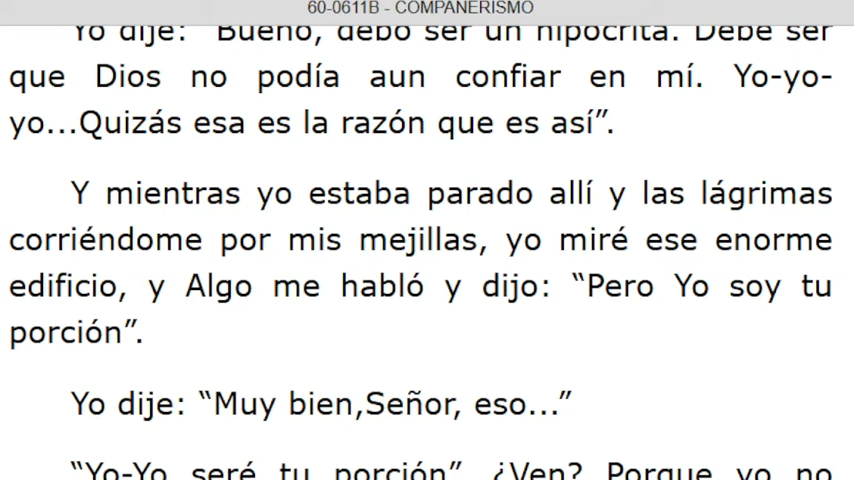 60-0611B - COMPAÑERISMO
Yo dije: “Bueno, debo ser un hipócrita. Debe ser
que Dios no podía aun confiar en mí. Yo-yo-
yo...Quizás esa es la razón que es así”.
Y mientras yo estaba parado allí y las lágrimas
corriéndome por mis mejillas, yo miré ese enorme
edificio, y Algo me habló y dijo: “Pero Yo soy tu
porción”.
Yo dije: “Muy bien,Señor, eso...”
“Yo-Yo seré tu porción”. ¿Ven? Porque yo no